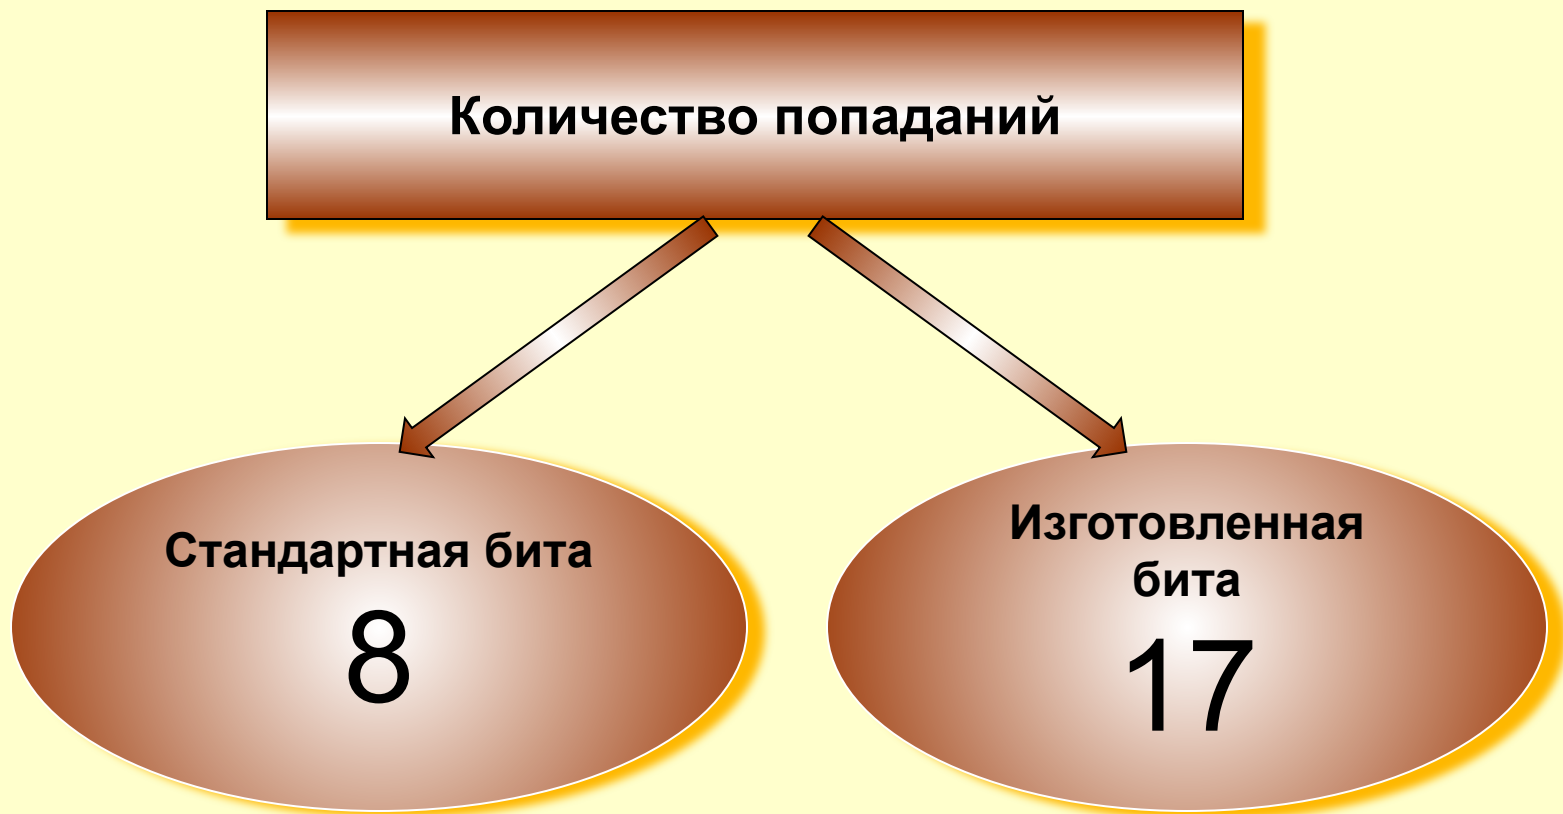 Количество попаданий
Стандартная бита
8
Изготовленная
бита
17